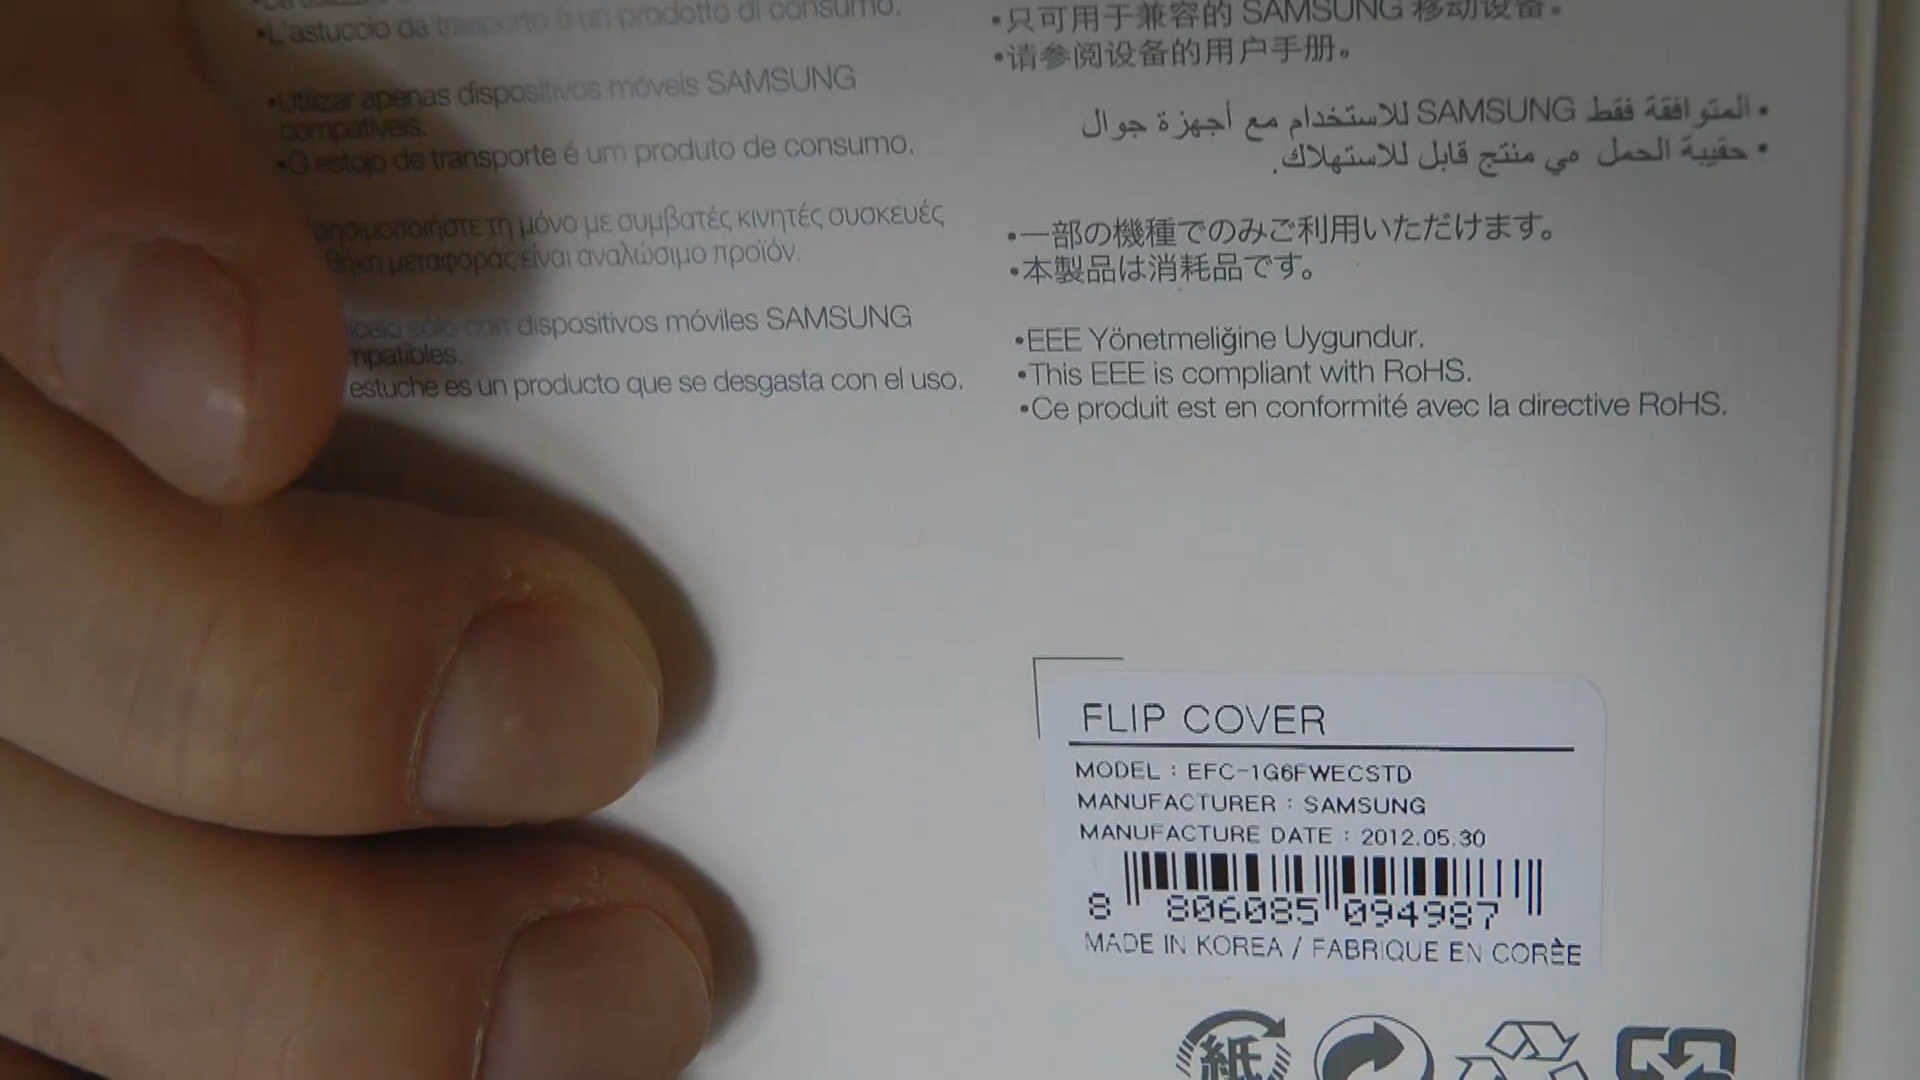 •L'astuccio da trasporto è un prodotto di consumo.
•Utilizar apenas dispositivos móveis SAMSUNG
compatíveis.
•O estojo de transporte é um produto de consumo.
τη μόνο με συμβατές κινητές συσκευές
θήκη μεταφοράς είναι αναλώσιμο προϊόν.
sólo con dispositivos móviles SAMSUNG
estuche es un producto que se desgasta con el uso.
•只可用于兼容的 SAMSUNG 移动设备。
•请参阅设备的用户手册。
• المتوافقة فقط SAMSUNG للاستخدام مع أجهزة جوال
• حقيبة الحمل مي منتج قابل للاستهلاك.
•一部の機種でのみご利用いただけます。
•本製品は消耗品です。
•EEE Yönetmeliğine Uygundur.
•This EEE is compliant with RoHS.
•Ce produit est en conformité avec la directive RoHS.
FLIP COVER
MODEL : EFC-1G6FWECSTD
MANUFACTURER : SAMSUNG
MANUFACTURE DATE : 2012.05.30
8 806085 094987
MADE IN KOREA / FABRIQUE EN CORÈE
紙